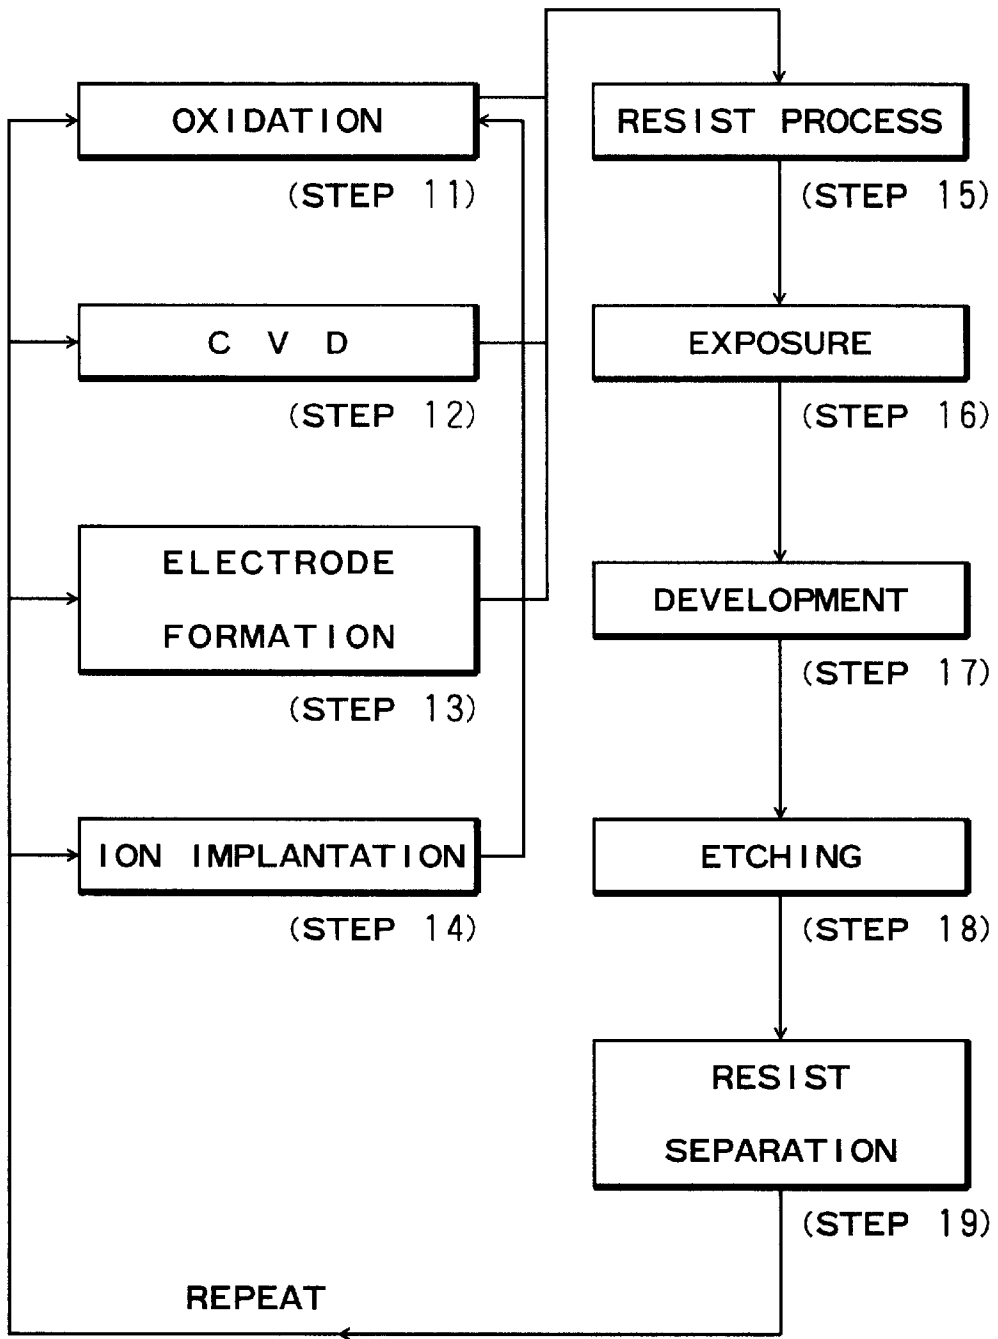 OXIDATION
(STEP 11)
C V D
(STEP 12)
ELECTRODE
FORMATION
(STEP 13)
ION IMPLANTATION
(STEP 14)
RESIST PROCESS
(STEP 15)
EXPOSURE
(STEP 16)
DEVELOPMENT
(STEP 17)
ETCHING
(STEP 18)
RESIST
SEPARATION
(STEP 19)
REPEAT